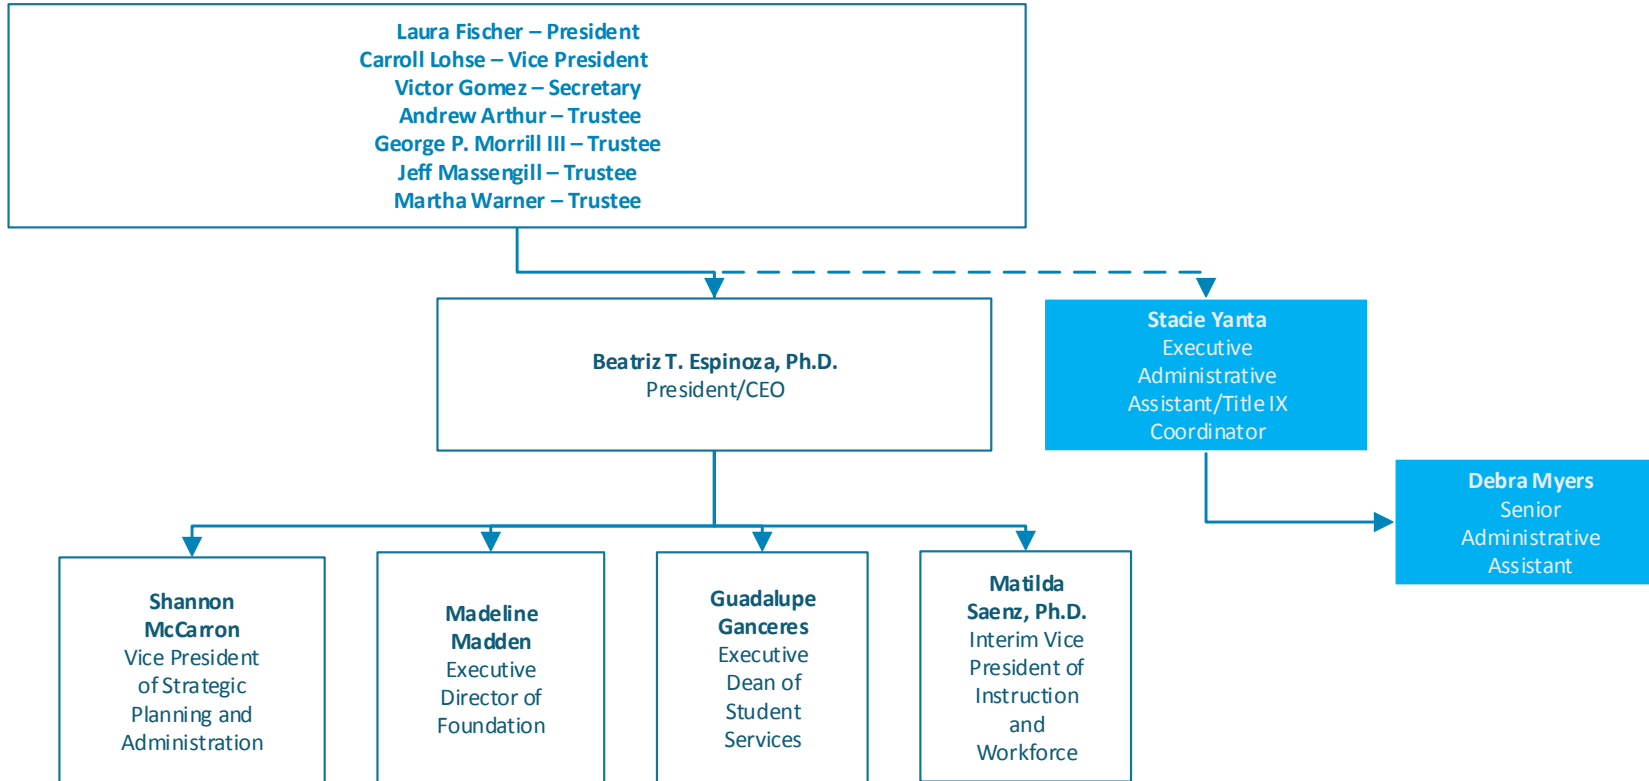 Laura Fischer – President
Carroll Lohse – Vice President
Victor Gomez – Secretary
Andrew Arthur – Trustee
George P. Morrill III – Trustee
Jeff Massengill – Trustee
Martha Warner – Trustee
Beatriz T. Espinoza, Ph.D.
President/CEO
Stacie Yanta
Executive
Administrative
Assistant/Title IX
Coordinator
Debra Myers
Senior
Administrative
Assistant
Shannon
McCarron
Vice President
of Strategic
Planning and
Administration
Madeline
Madden
Executive
Director of
Foundation
Guadalupe
Ganceres
Executive
Dean of
Student
Services
Matilda
Saenz, Ph.D.
Interim Vice
President of
Instruction
and
Workforce